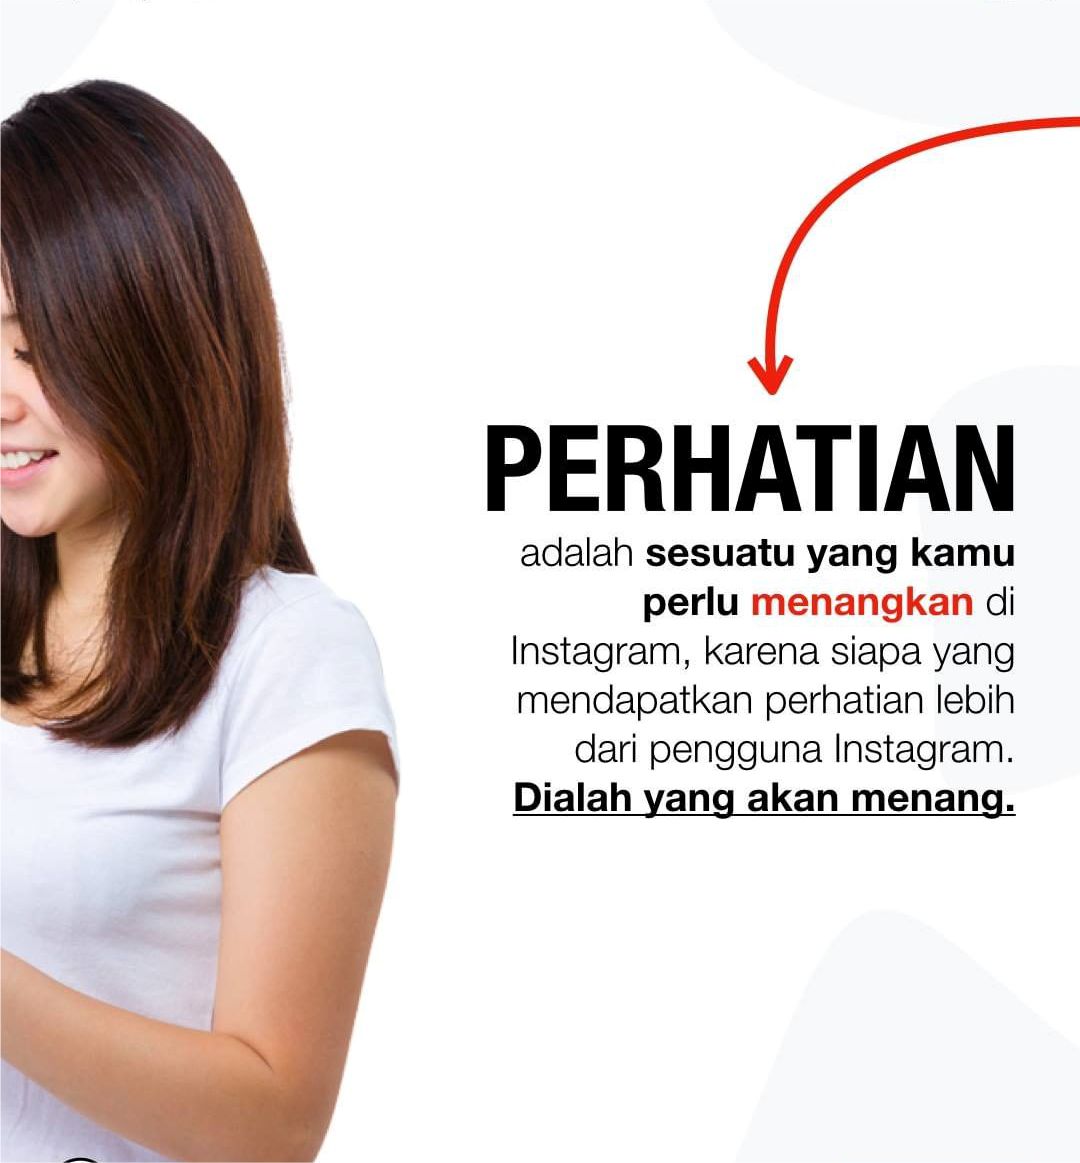 PERHATIAN
adalah sesuatu yang kamu
perlu menangkan di
Instagram, karena siapa yang
mendapatkan perhatian lebih
dari pengguna Instagram.
Dialah yang akan menang.